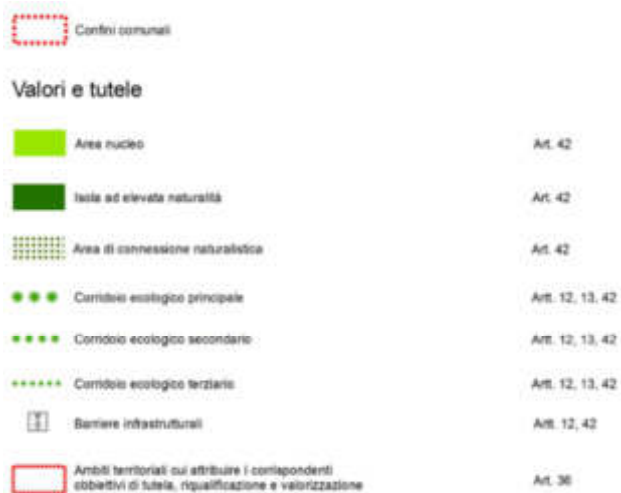 Confini comunali
Valori e tutele
Area nucleo Art. 42
Isola ad elevata naturalità Art. 42
Area di connessione naturalistica Art. 42
Corridoio ecologico principale Artt. 12, 13, 42
Corridoio ecologico secondario Artt. 12, 13, 42
Corridoio ecologico terziario Artt. 12, 13, 42
Barriere infrastrutturali Artt. 12, 42
Ambiti territoriali cui attribuire i corrispondenti
obbiettivi di tutela, riqualificazione e valorizzazione Art. 36